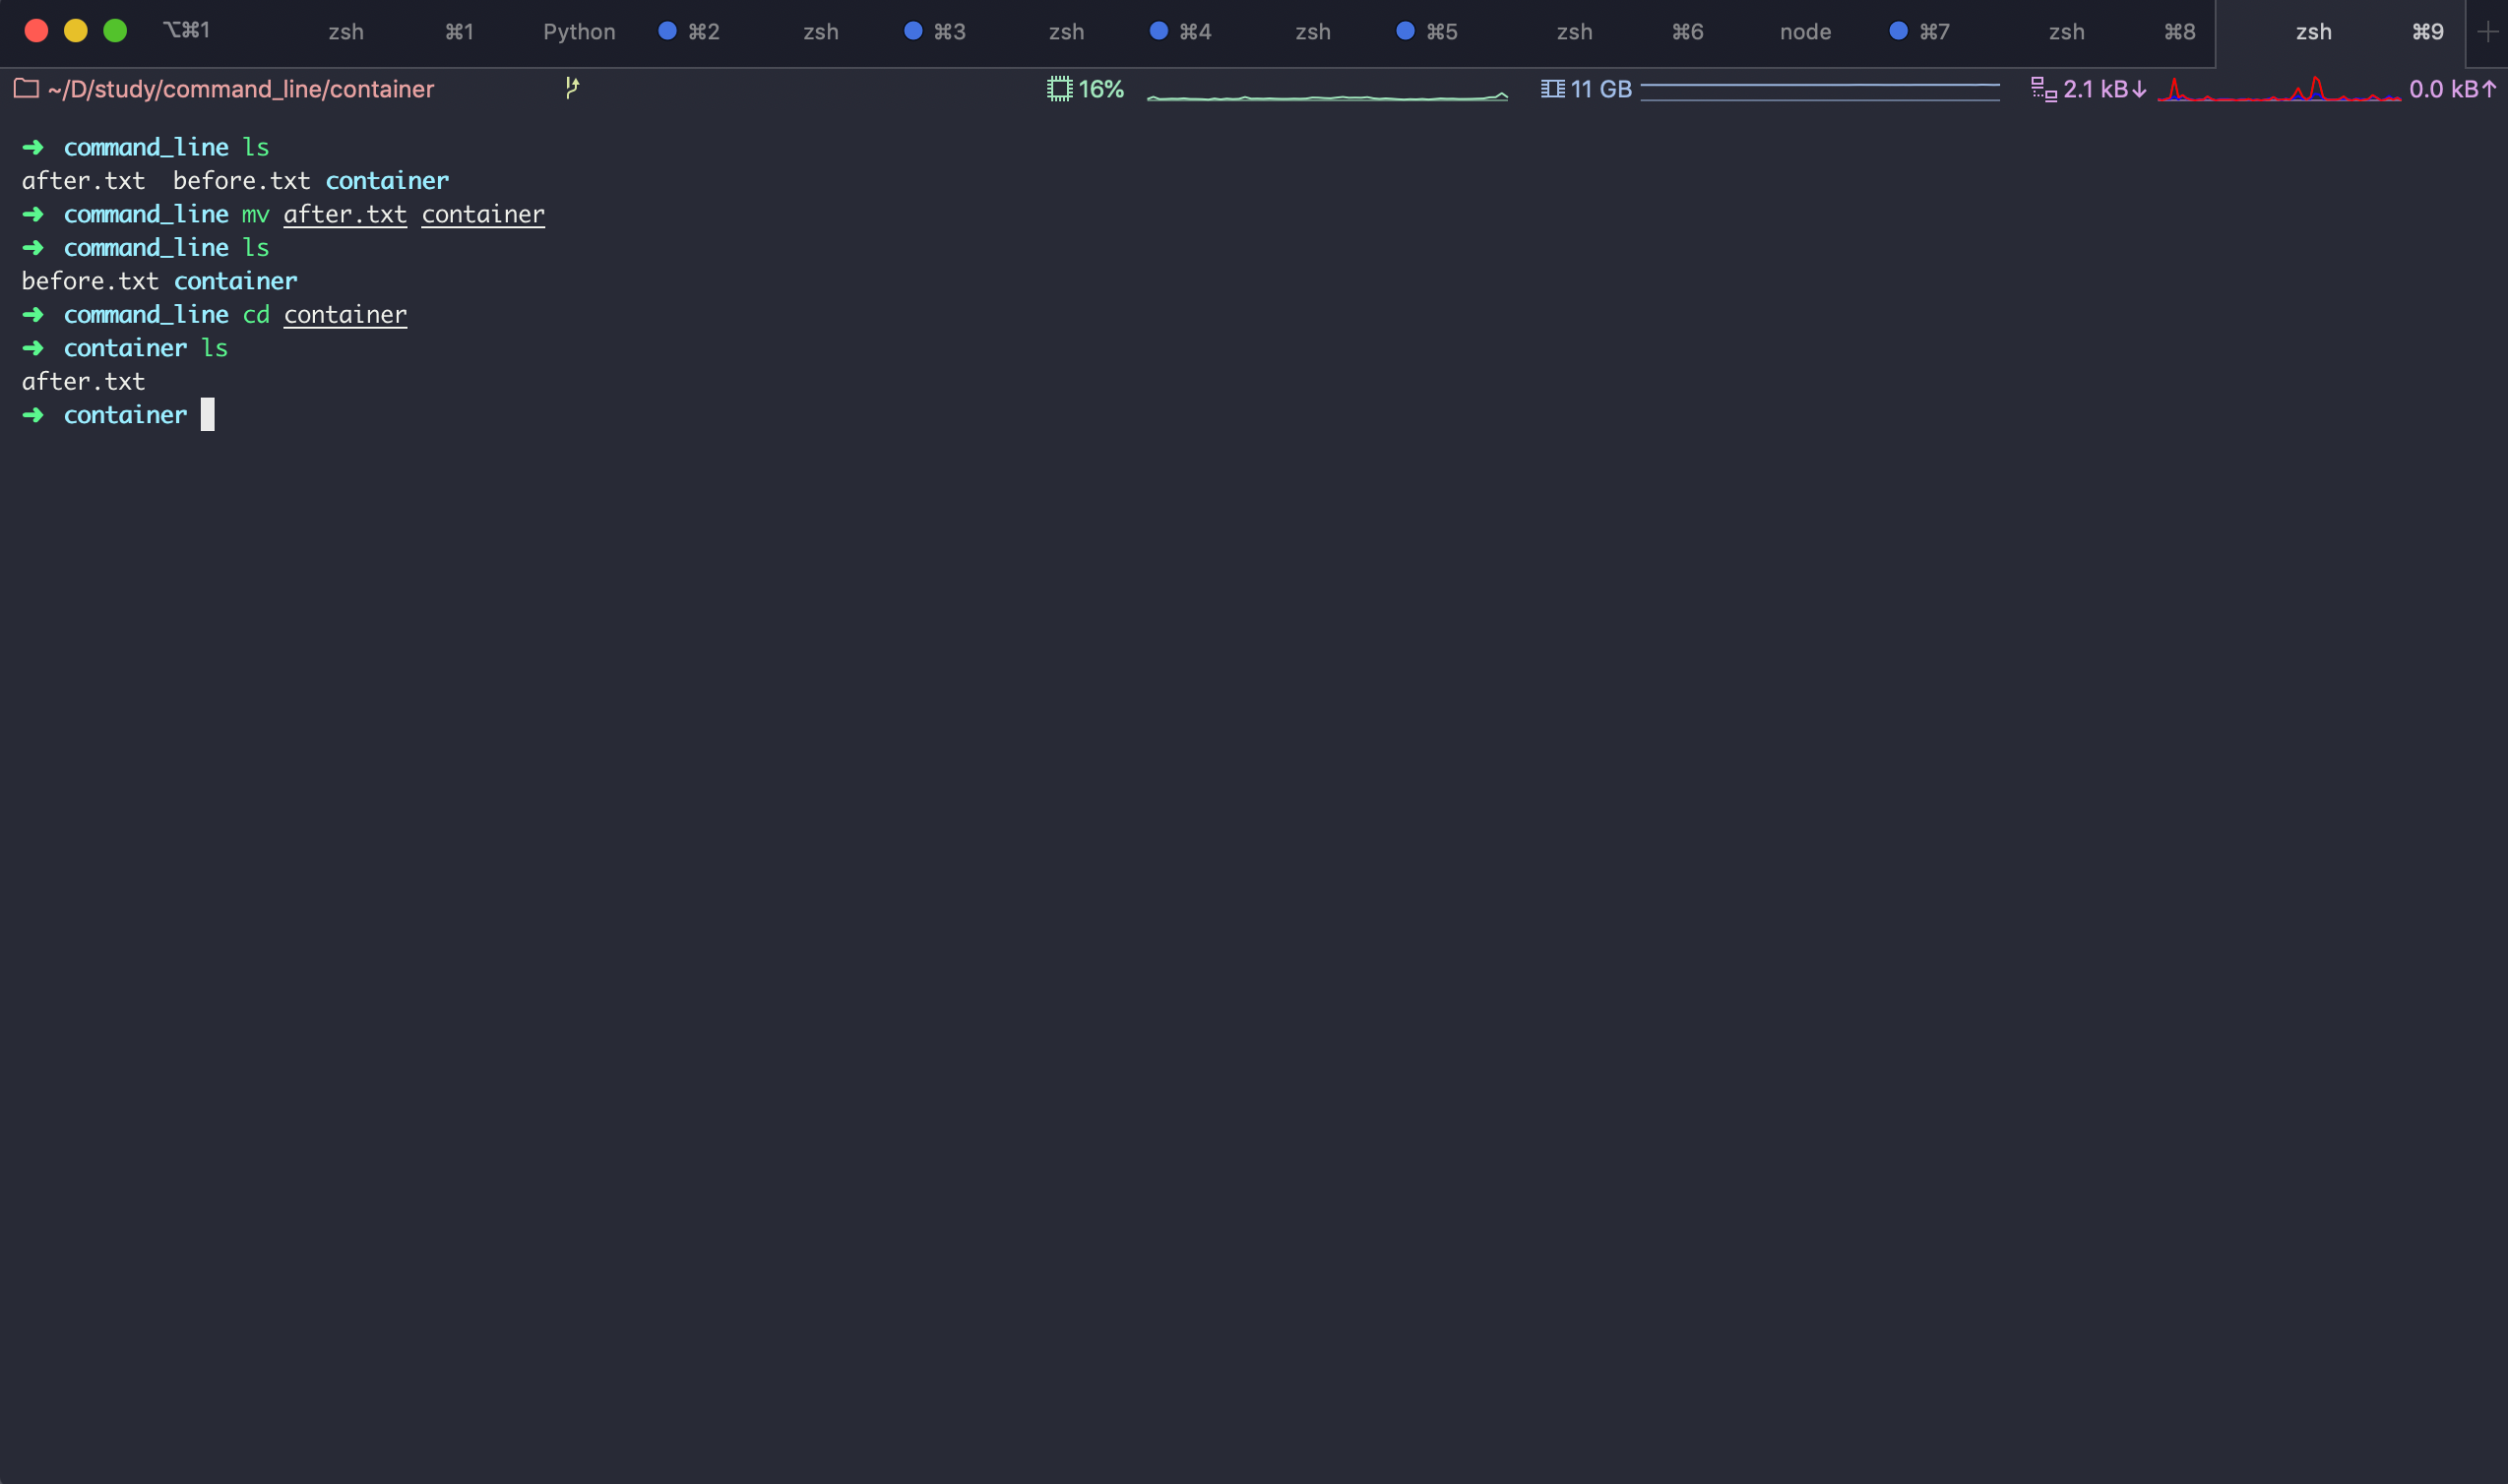 ⌥⌘1 zsh ⌘1 Python ⌘2 zsh ⌘3 zsh ⌘4 zsh ⌘5 zsh ⌘6 node ⌘7 zsh ⌘8 zsh ⌘9 +
~/D/study/command_line/container 16% 11 GB 2.1 kB↓ 0.0 kB↑
➜ command_line ls
after.txt before.txt container
➜ command_line mv after.txt container
➜ command_line ls
before.txt container
➜ command_line cd container
➜ container ls
after.txt
➜ container